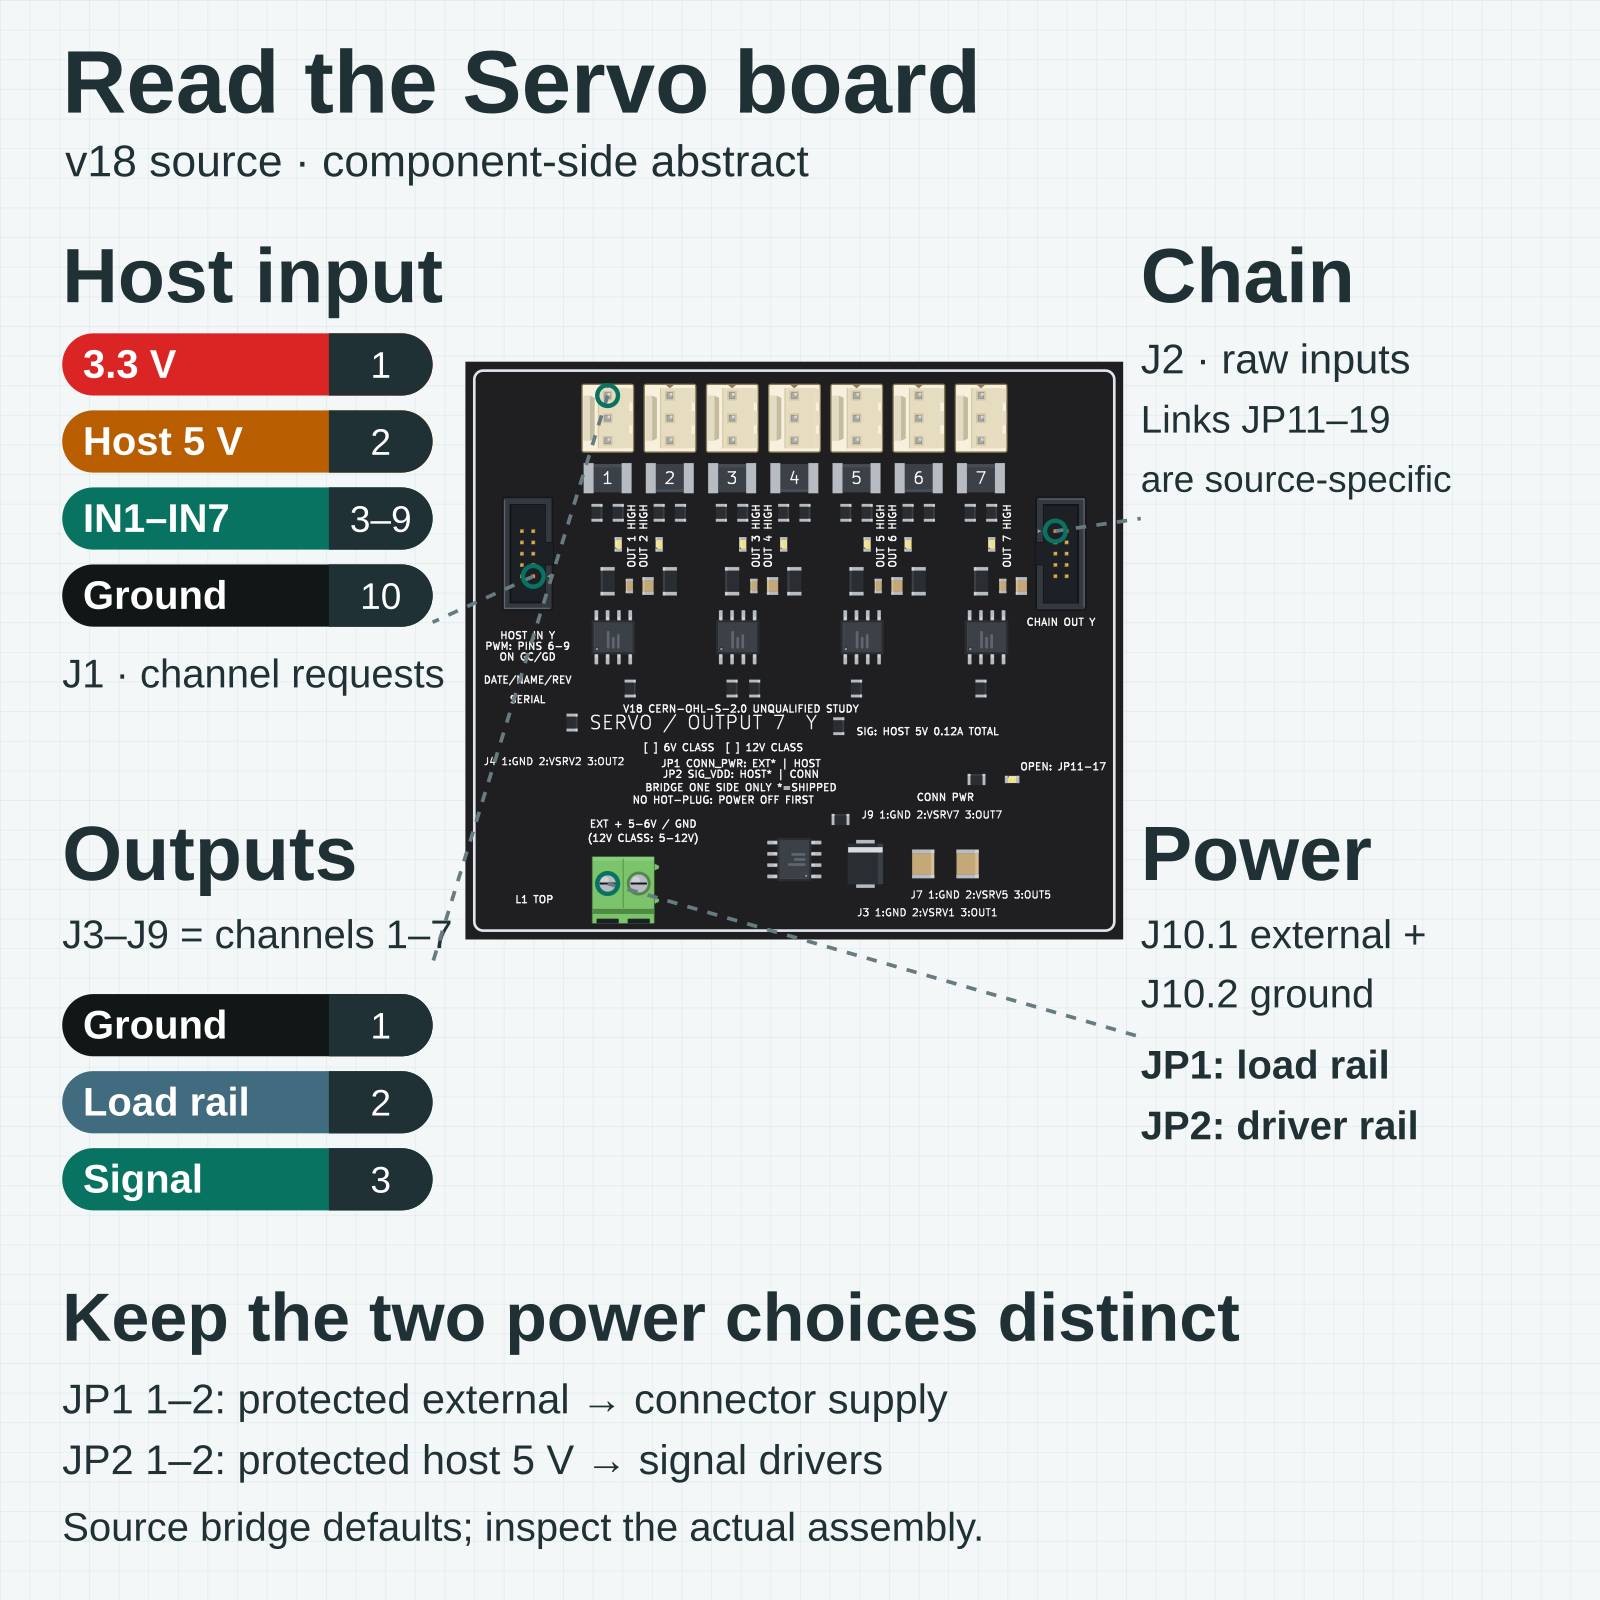 Read the Servo board
v18 source · component-side abstract
Host input
3.3 V 1
Host 5 V 2
IN1–IN7 3–9
Ground 10
J1 · channel requests
Chain
J2 · raw inputs
Links JP11–19
are source-specific
1 2 3 4 5 6 7
OUT 1 HIGH
OUT 2 HIGH
OUT 3 HIGH
OUT 4 HIGH
OUT 5 HIGH
OUT 6 HIGH
OUT 7 HIGH
HOST IN Y
PWM: PINS 6-9
ON GC/GD
CHAIN OUT Y
DATE/NAME/REV
SERIAL
V18 CERN-OHL-S-2.0 UNQUALIFIED STUDY
SERVO / OUTPUT 7 Y
SIG: HOST 5V 0.12A TOTAL
[ ] 6V CLASS [ ] 12V CLASS
J4 1:GND 2:VSRV2 3:OUT2
JP1 CONN_PWR: EXT* | HOST
JP2 SIG_VDD: HOST* | CONN
BRIDGE ONE SIDE ONLY *=SHIPPED
NO HOT-PLUG: POWER OFF FIRST
OPEN: JP11-17
CONN PWR
J9 1:GND 2:VSRV7 3:OUT7
EXT + 5-6V / GND
(12V CLASS: 5-12V)
L1 TOP
J7 1:GND 2:VSRV5 3:OUT5
J3 1:GND 2:VSRV1 3:OUT1
Outputs
J3–J9 = channels 1–7
Ground 1
Load rail 2
Signal 3
Power
J10.1 external +
J10.2 ground
JP1: load rail
JP2: driver rail
Keep the two power choices distinct
JP1 1–2: protected external → connector supply
JP2 1–2: protected host 5 V → signal drivers
Source bridge defaults; inspect the actual assembly.